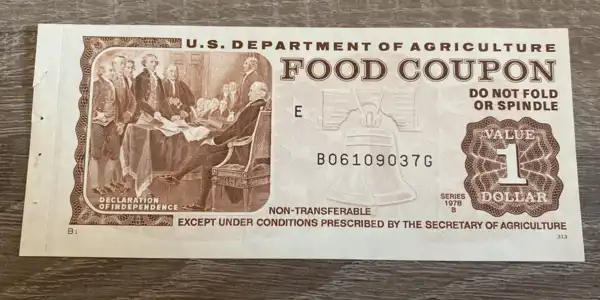 U.S. DEPARTMENT OF AGRICULTURE
FOOD COUPON
DO NOT FOLD
OR SPINDLE
E
B06109037G
VALUE
1
DOLLAR
SERIES
1978
B
DECLARATION
OF INDEPENDENCE
NON-TRANSFERABLE
EXCEPT UNDER CONDITIONS PRESCRIBED BY THE SECRETARY OF AGRICULTURE
B1
313